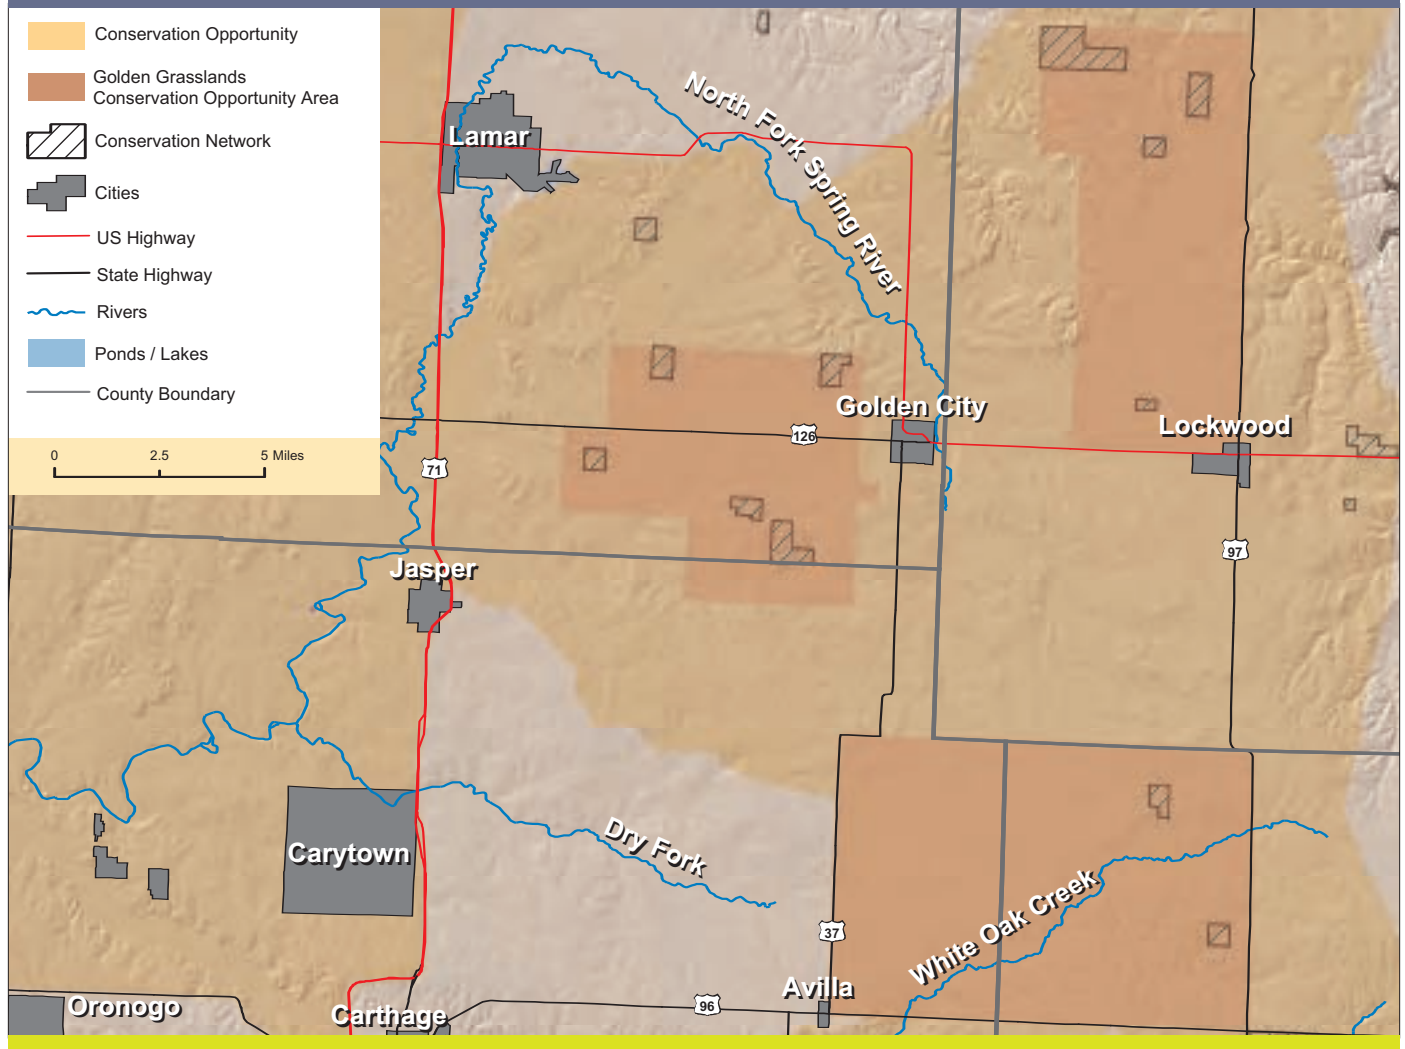 Conservation Opportunity
Golden Grasslands
Conservation Opportunity Area
Conservation Network
Cities
US Highway
State Highway
Rivers
Ponds / Lakes
County Boundary
0 2.5 5 Miles
North Fork Spring River
Lamar
Golden City
Lockwood
126
71
97
Jasper
Carytown
Dry Fork
White Oak Creek
37
Avilla
96
Oronogo
Carthage